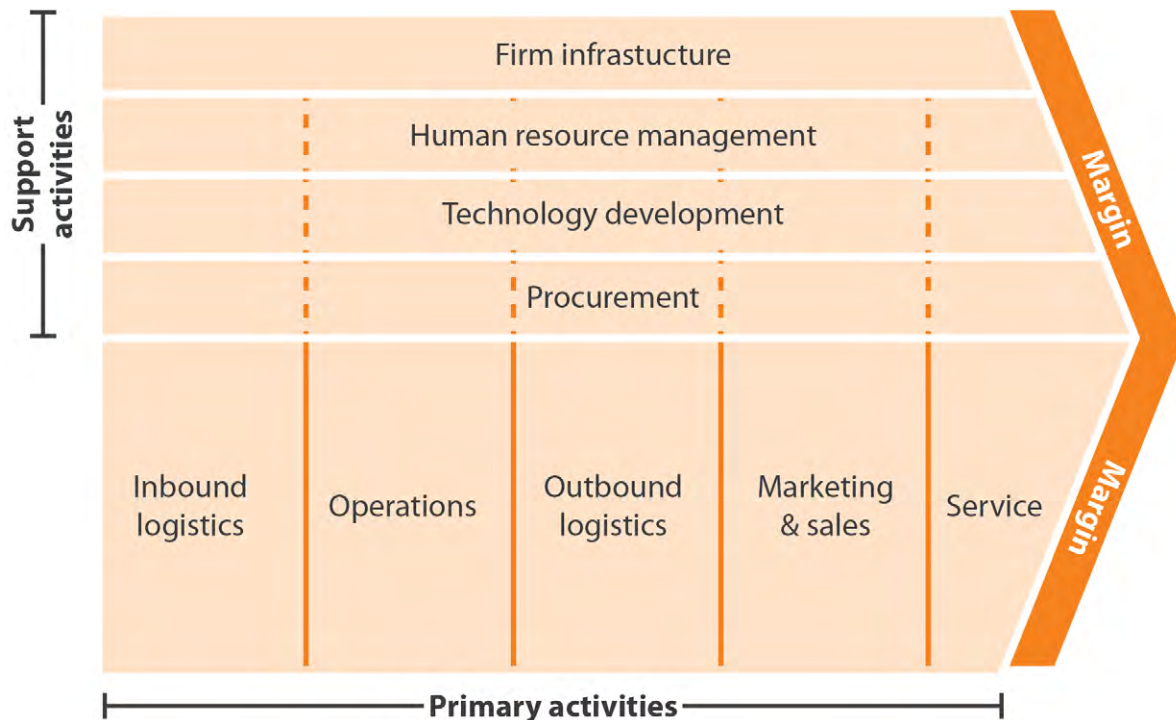 Support
activities
Firm infrastucture
Human resource management
Technology development
Procurement
Margin
Inbound
logistics
Operations
Outbound
logistics
Marketing
& sales
Service
Margin
Primary activities